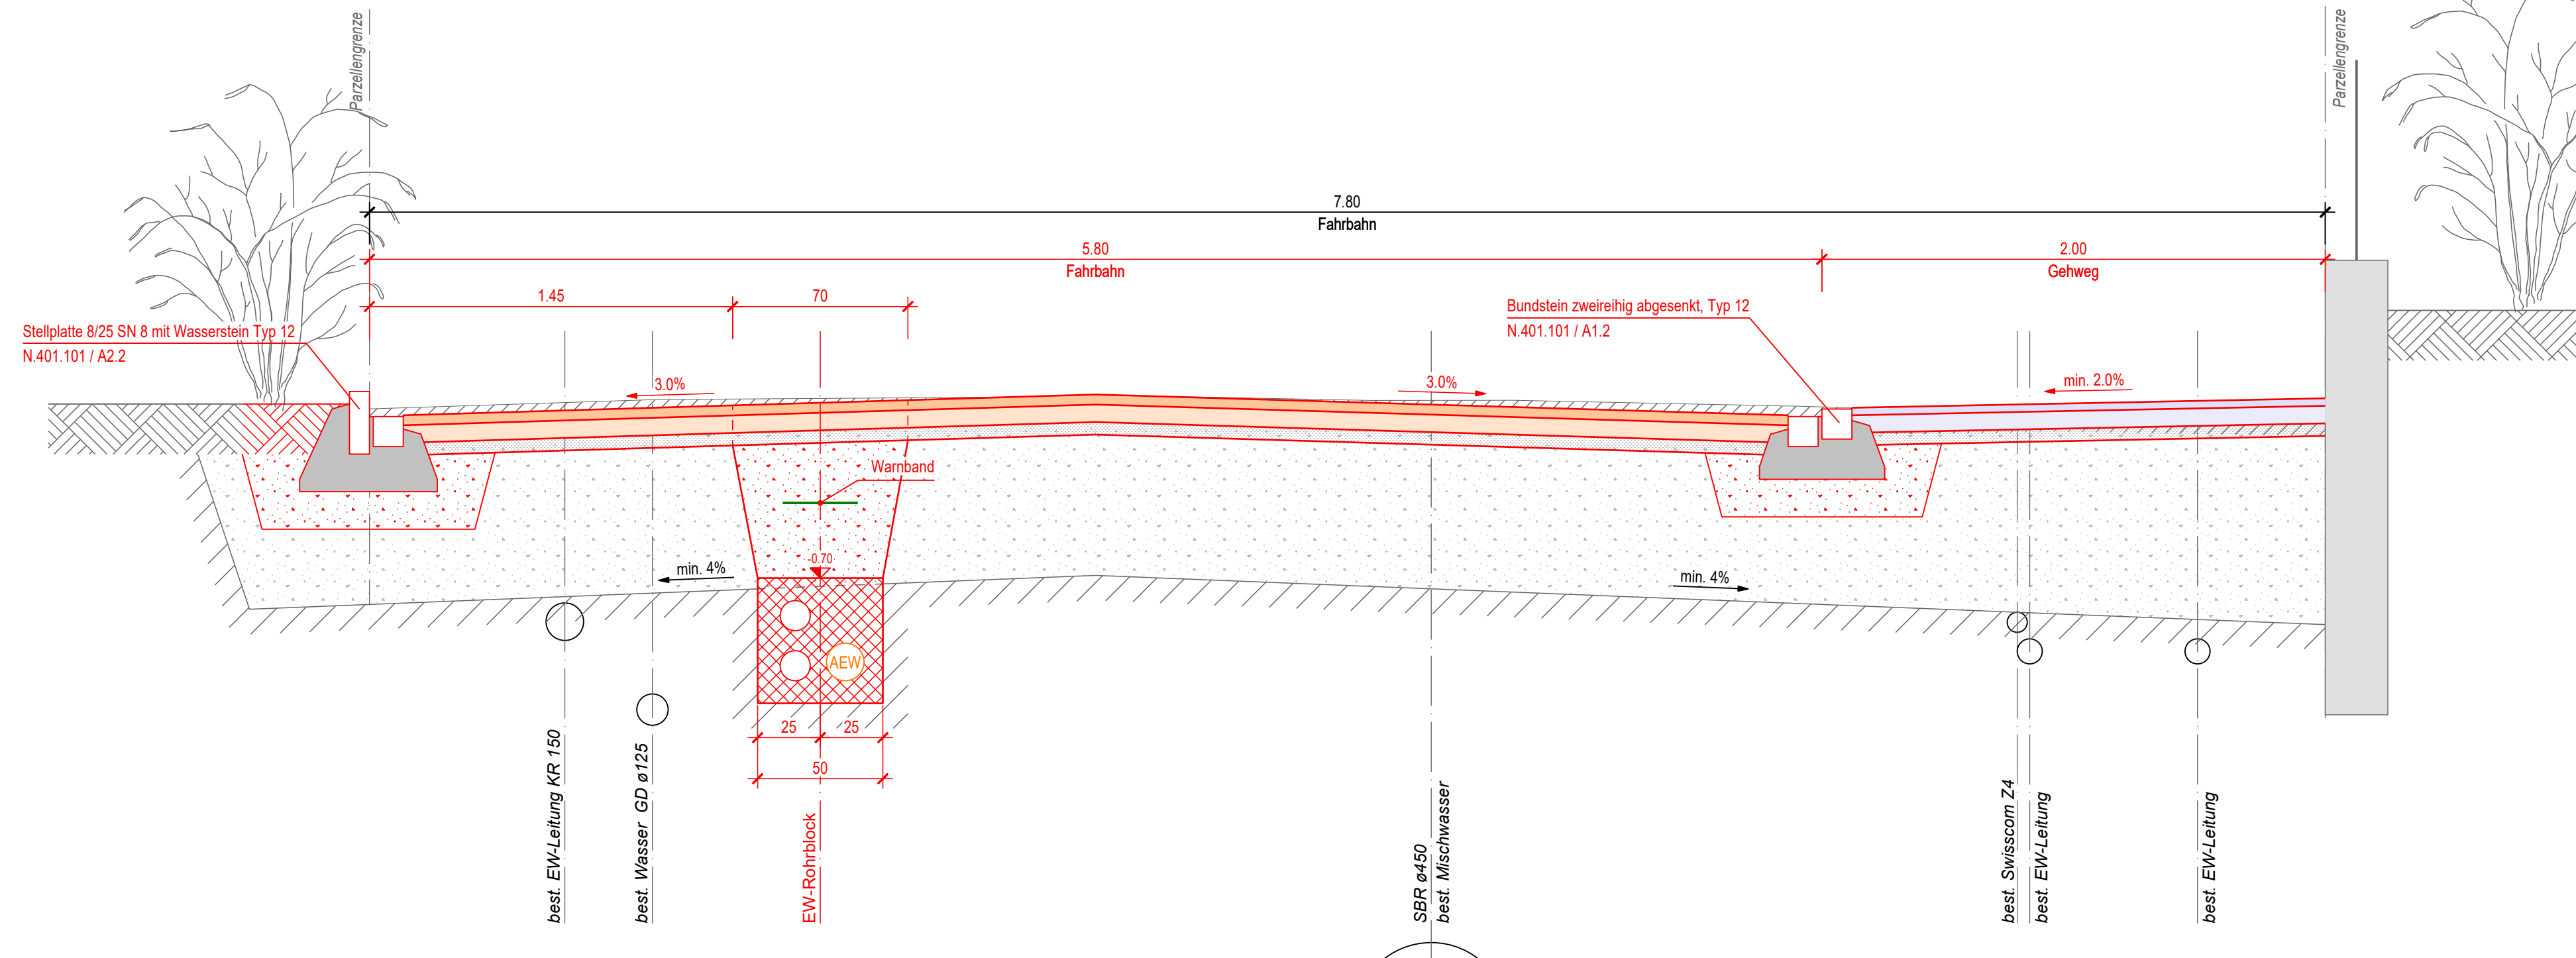 Parzellengrenze
Parzellengrenze
7.80
Fahrbahn
5.80
Fahrbahn
2.00
Gehweg
1.45
70
Stellplatte 8/25 SN 8 mit Wasserstein Typ 12
N.401.101 / A2.2
Bundstein zweireihig abgesenkt, Typ 12
N.401.101 / A1.2
3.0%
3.0%
min. 2.0%
Warnband
-0.70
min. 4%
min. 4%
AEW
25
25
50
best. EW-Leitung KR 150
best. Wasser GD ø125
EW-Rohrblock
SBR ø450
best. Mischwasser
best. Swisscom Z4
best. EW-Leitung
best. EW-Leitung